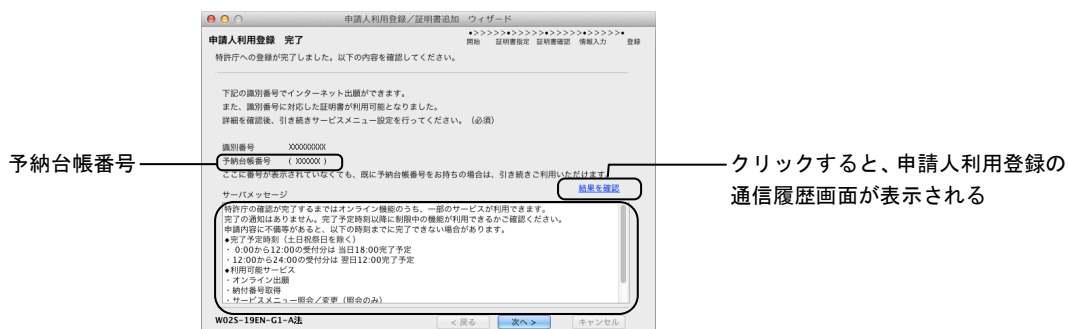 申請人利用登録／証明書追加 ウィザード
申請人利用登録 完了
●>>>>>●>>>>>●>>>>>●>>>>>●
開始 証明書指定 証明書確認 情報入力 登録
特許庁への登録が完了しました。以下の内容を確認してください。
下記の識別番号でインターネット出願ができます。
また、識別番号に対応した証明書が利用可能となりました。
詳細を確認後、引き続きサービスメニュー設定を行ってください。（必須）
識別番号 XXXXXXXXX
予納台帳番号 ( XXXXXX )
ここに番号が表示されていなくても、既に予納台帳番号をお持ちの場合は、引き続きご利用いただけます。
結果を確認
サーバメッセージ
特許庁の確認が完了するまではオンライン機能のうち、一部のサービスが利用できます。
完了の通知はありません。完了予定時刻以降に制限中の機能が利用できるかご確認ください。
申請内容に不備等があると、以下の時刻までに完了できない場合があります。
◆完了予定時刻（土日祝祭日を除く）
・ 0:00から12:00の受付分は 当日18:00完了予定
・12:00から24:00の受付分は 翌日12:00完了予定
◆利用可能サービス
・オンライン出願
・納付番号取得
・サービスメニュー照会／変更（照会のみ）
W02S-19EN-G1-A法
< 戻る 次へ > キャンセル
予納台帳番号
クリックすると、申請人利用登録の
通信履歴画面が表示される